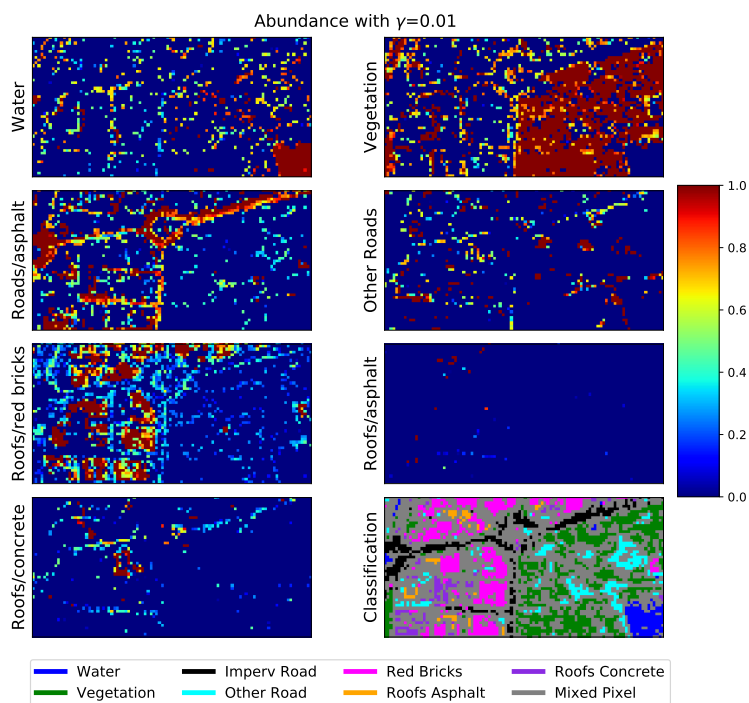 Abundance with γ=0.01
Water
Vegetation
Roads/asphalt
Other Roads
Roofs/red bricks
Roofs/asphalt
Roofs/concrete
Classification
1.0
0.8
0.6
0.4
0.2
0.0
Water Imperv Road Red Bricks Roofs Concrete
Vegetation Other Road Roofs Asphalt Mixed Pixel